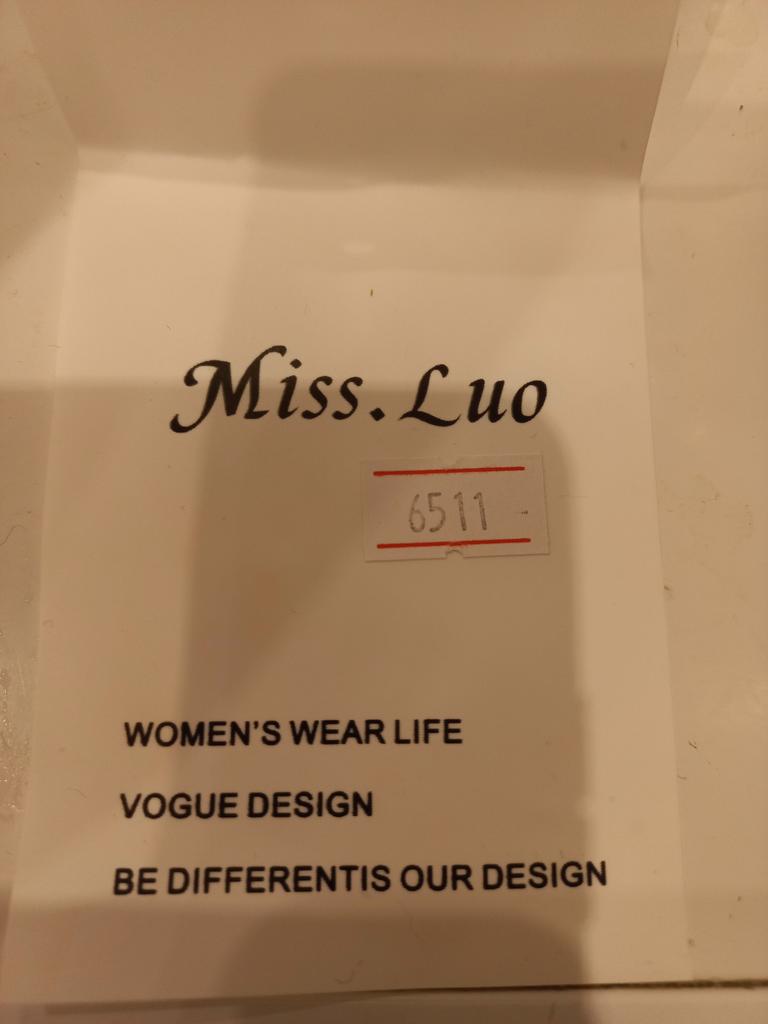 Miss. Luo
6511
WOMEN'S WEAR LIFE
VOGUE DESIGN
BE DIFFERENTIS OUR DESIGN